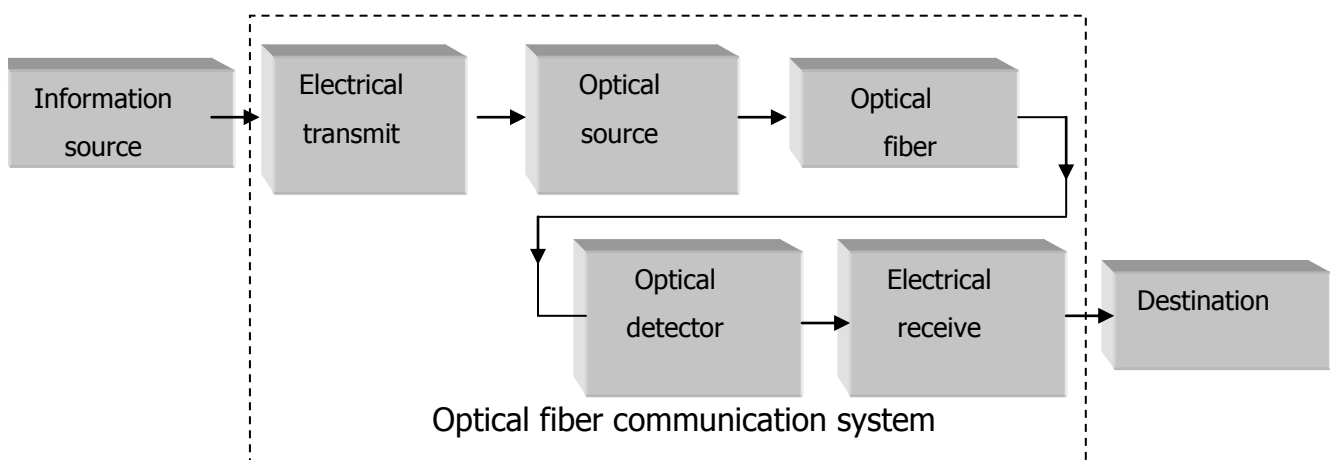 Information
source
Electrical
transmit
Optical
source
Optical
fiber
Optical
detector
Electrical
receive
Destination
Optical fiber communication system